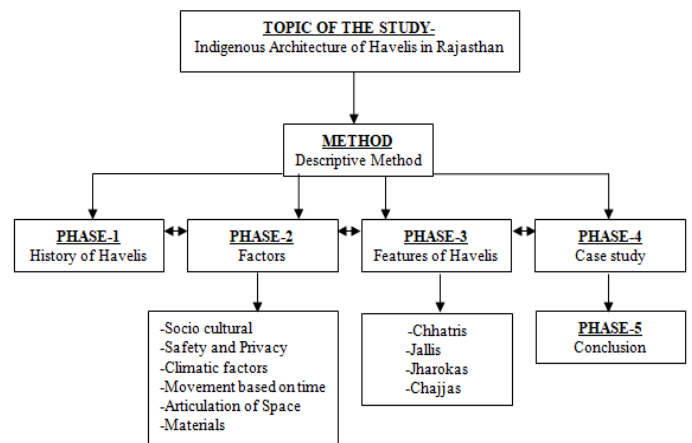 TOPIC OF THE STUDY-
Indigenous Architecture of Havelis in Rajasthan
METHOD
Descriptive Method
PHASE-1
History of Havelis
PHASE-2
Factors
PHASE-3
Features of Havelis
PHASE-4
Case study
-Socio cultural
-Safety and Privacy
-Climatic factors
-Movement based on time
-Articulation of Space
-Materials
-Chhatris
-Jallis
-Jharokas
-Chajjas
PHASE-5
Conclusion